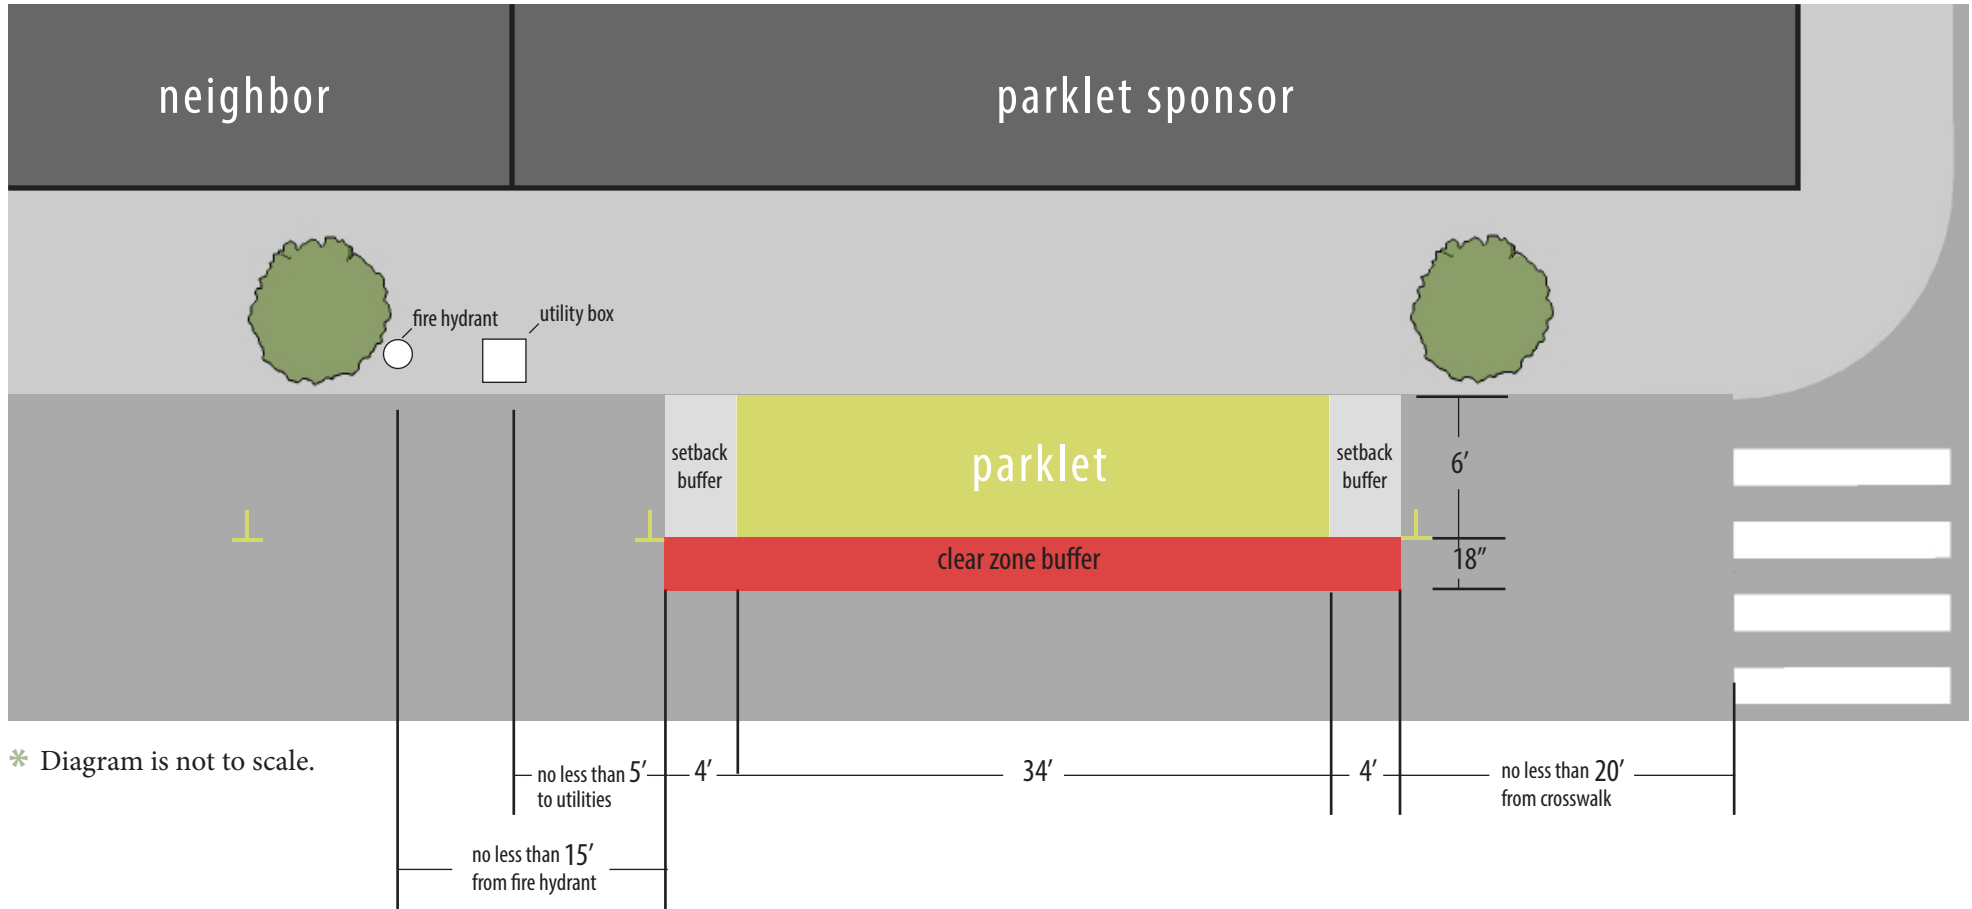 neighbor
parklet sponsor
fire hydrant
utility box
setback
buffer
parklet
setback
buffer
6′
clear zone buffer
18″
* Diagram is not to scale.
no less than 5′
to utilities
4′
34′
4′
no less than 20′
from crosswalk
no less than 15′
from fire hydrant